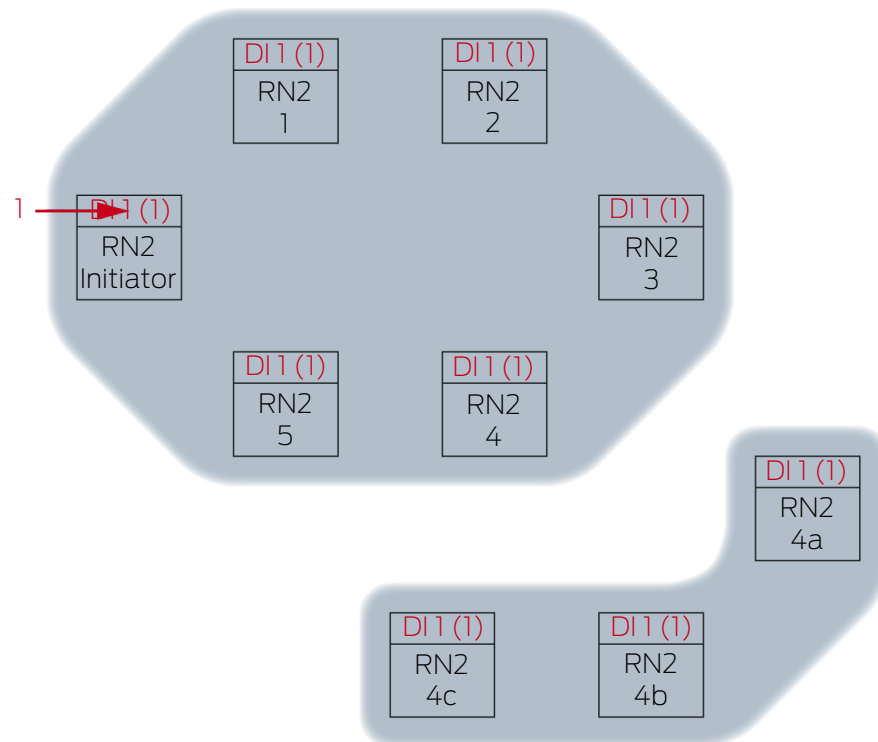 DI 1 (1)
RN2
1
DI 1 (1)
RN2
2
1
DI 1 (1)
RN2
Initiator
DI 1 (1)
RN2
3
DI 1 (1)
RN2
5
DI 1 (1)
RN2
4
DI 1 (1)
RN2
4a
DI 1 (1)
RN2
4c
DI 1 (1)
RN2
4b